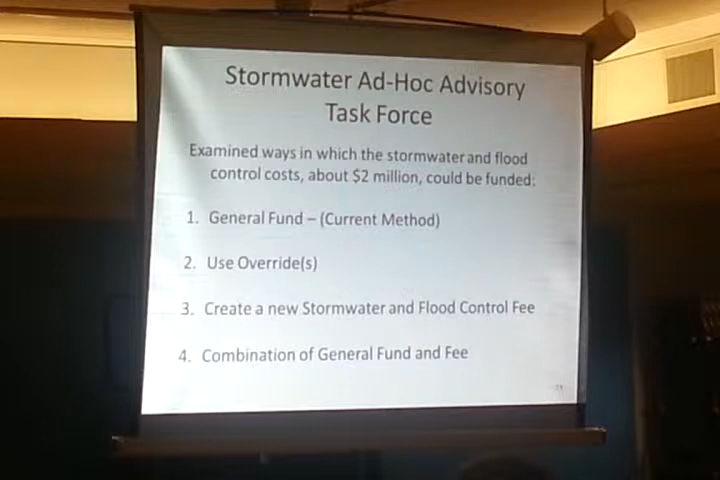 Stormwater Ad-Hoc Advisory
Task Force
Examined ways in which the stormwater and flood
control costs, about $2 million, could be funded:
1. General Fund – (Current Method)
2. Use Override(s)
3. Create a new Stormwater and Flood Control Fee
4. Combination of General Fund and Fee